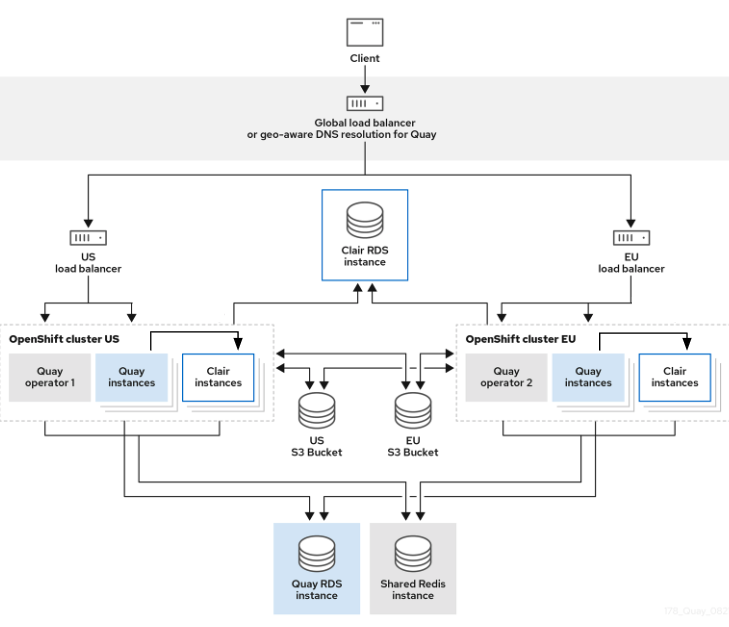 Client
Global load balancer
or geo-aware DNS resolution for Quay
Clair RDS
instance
US
load balancer
EU
load balancer
OpenShift cluster US
Quay
operator 1
Quay
instances
Clair
instances
OpenShift cluster EU
Quay
operator 2
Quay
instances
Clair
instances
US
S3 Bucket
EU
S3 Bucket
Quay RDS
instance
Shared Redis
instance